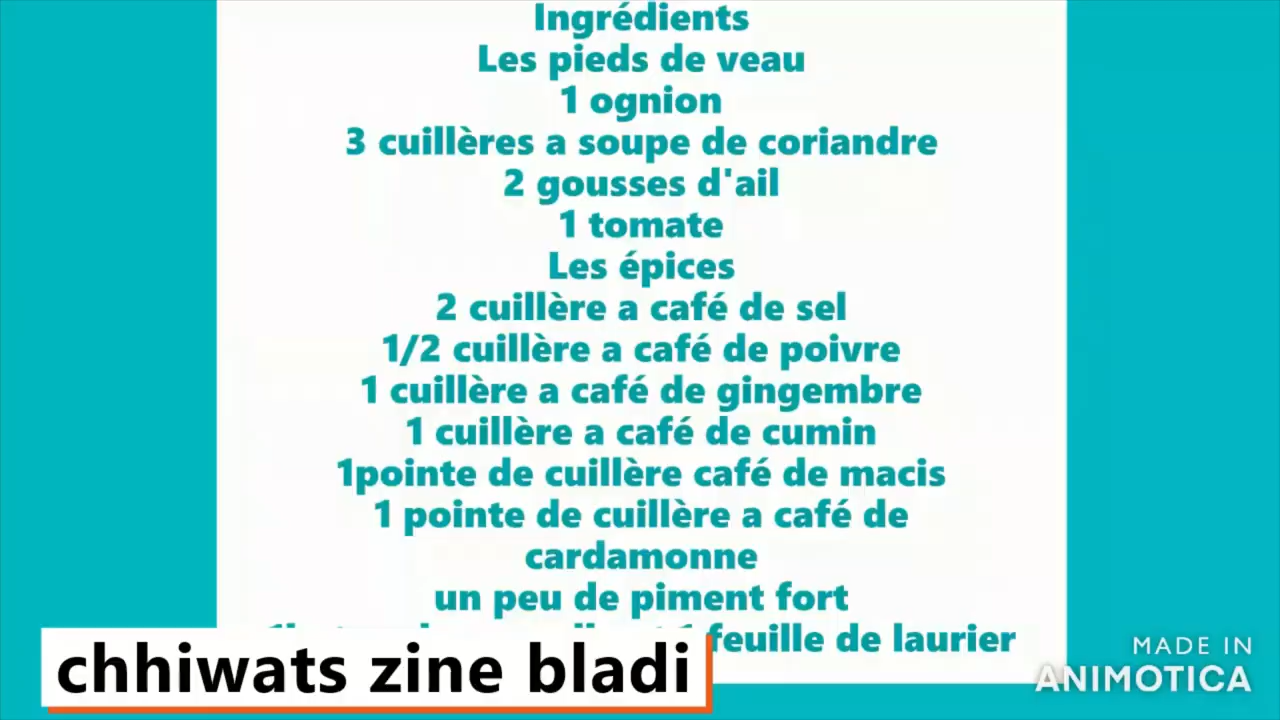 Ingrédients
Les pieds de veau
1 ognion
3 cuillères a soupe de coriandre
2 gousses d'ail
1 tomate
Les épices
2 cuillère a café de sel
1/2 cuillère a café de poivre
1 cuillère a café de gingembre
1 cuillère a café de cumin
1pointe de cuillère café de macis
1 pointe de cuillère a café de
cardamonne
un peu de piment fort
feuille de laurier
chhiwats zine bladi
MADE IN
ANIMOTICA